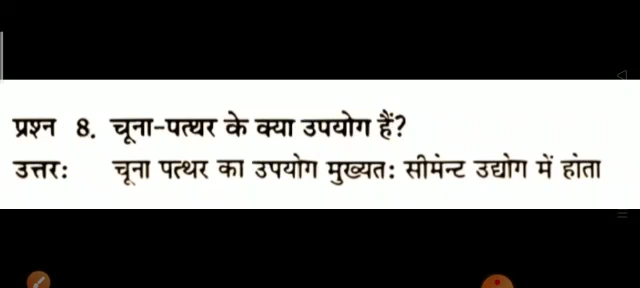 प्रश्न 8. चूना-पत्थर के क्या उपयोग हैं?
उत्तर: चूना पत्थर का उपयोग मुख्यत: सीमेन्ट उद्योग में होता